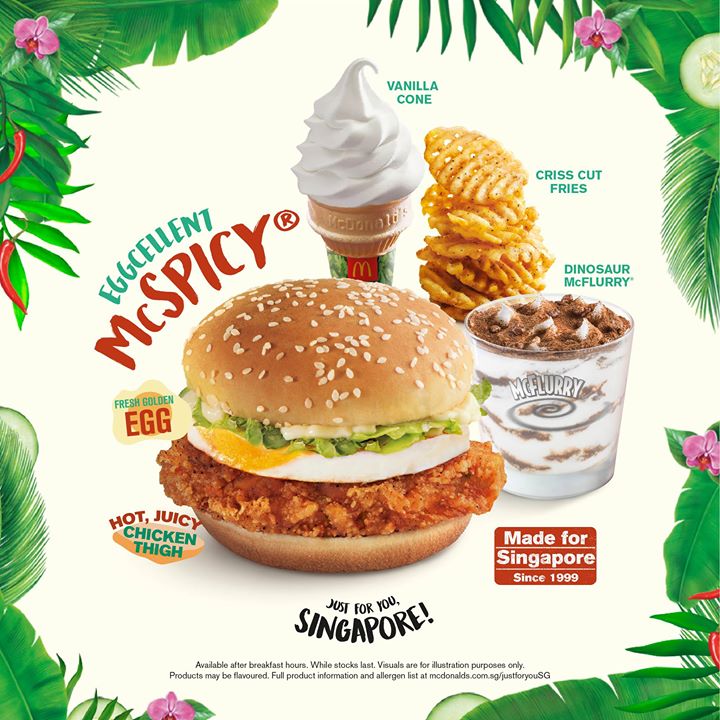 VANILLA
CONE
CRISS CUT
FRIES
EGGCELLENT
McSPICY®
McDonald's
M
DINOSAUR
McFLURRY®
McFLURRY
FRESH GOLDEN
EGG
HOT, JUICY
CHICKEN
THIGH
Made for
Singapore
Since 1999
JUST FOR YOU,
SINGAPORE!
Available after breakfast hours. While stocks last. Visuals are for illustration purposes only.
Products may be flavoured. Full product information and allergen list at mcdonalds.com.sg/justforyouSG